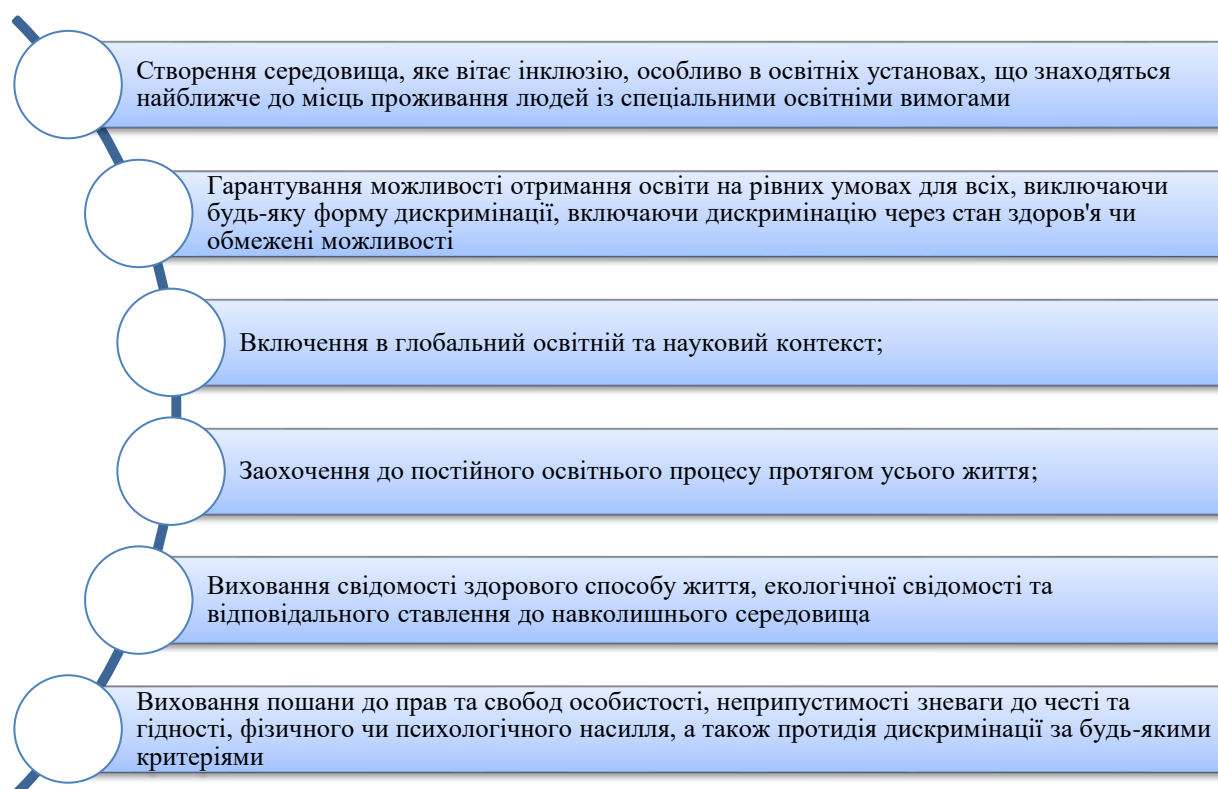 Створення середовища, яке вітає інклюзію, особливо в освітніх установах, що знаходяться
найближче до місць проживання людей із спеціальними освітніми вимогами
Гарантування можливості отримання освіти на рівних умовах для всіх, виключаючи
будь-яку форму дискримінації, включаючи дискримінацію через стан здоров'я чи
обмежені можливості
Включення в глобальний освітній та науковий контекст;
Заохочення до постійного освітнього процесу протягом усього життя;
Виховання свідомості здорового способу життя, екологічної свідомості та
відповідального ставлення до навколишнього середовища
Виховання пошани до прав та свобод особистості, неприпустимості зневаги до честі та
гідності, фізичного чи психологічного насилля, а також протидія дискримінації за будь-якими
критеріями